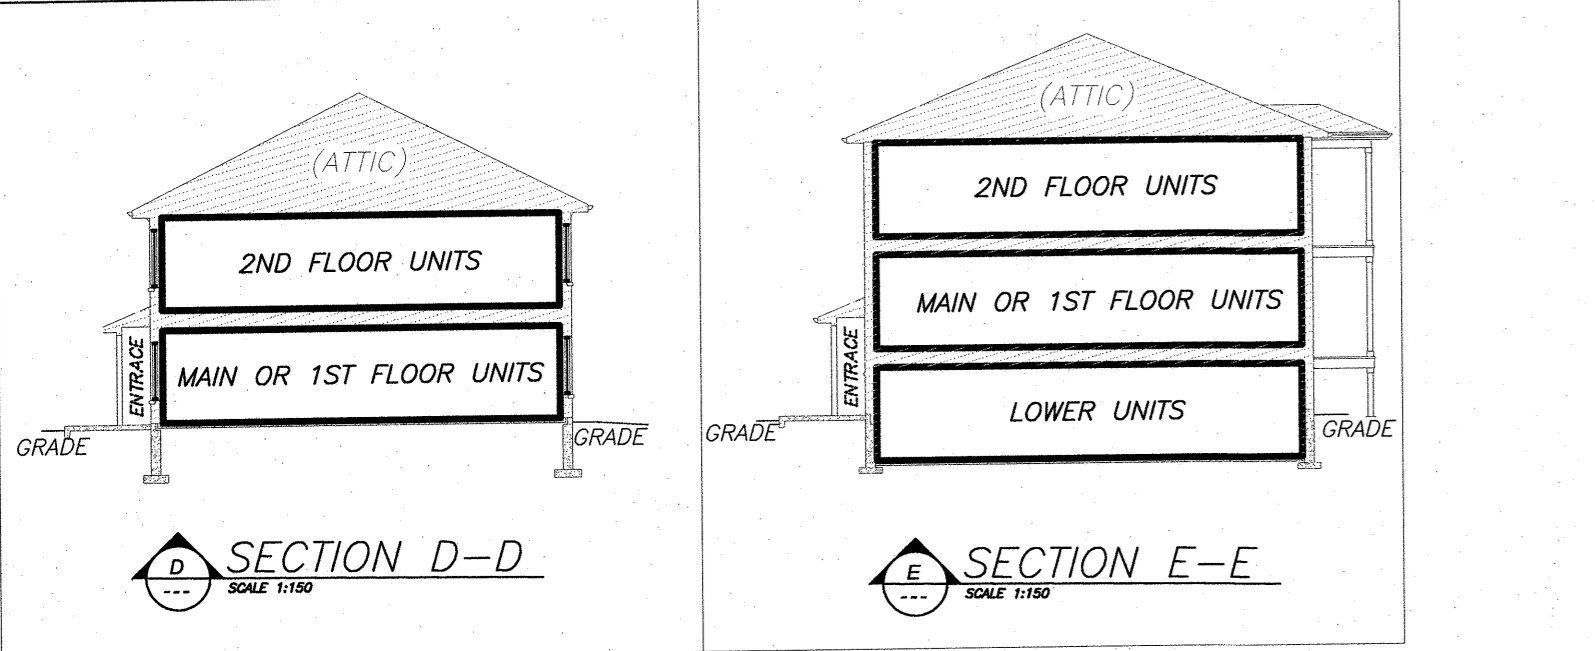 (ATTIC)
2ND FLOOR UNITS
MAIN OR 1ST FLOOR UNITS
ENTRACE
GRADE
GRADE
D
---
SECTION D-D
SCALE 1:150
(ATTIC)
2ND FLOOR UNITS
MAIN OR 1ST FLOOR UNITS
ENTRACE
LOWER UNITS
GRADE
GRADE
E
---
SECTION E-E
SCALE 1:150